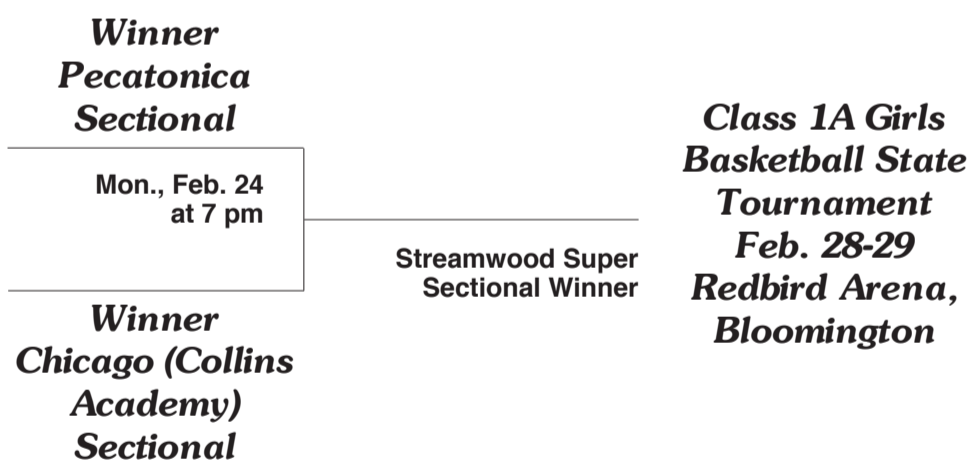 Winner
Pecatonica
Sectional
Mon., Feb. 24
at 7 pm
Winner
Chicago (Collins
Academy)
Sectional
Streamwood Super
Sectional Winner
Class 1A Girls
Basketball State
Tournament
Feb. 28-29
Redbird Arena,
Bloomington